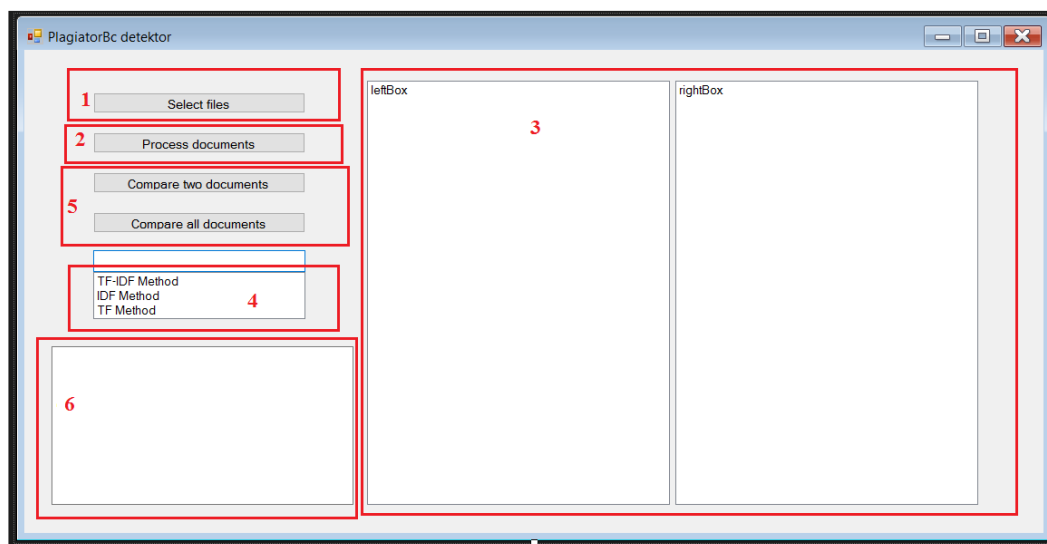 PlagiatorBc detektor
1
Select files
2
Process documents
5
Compare two documents
Compare all documents
TF-IDF Method
IDF Method
TF Method
4
6
leftBox
rightBox
3